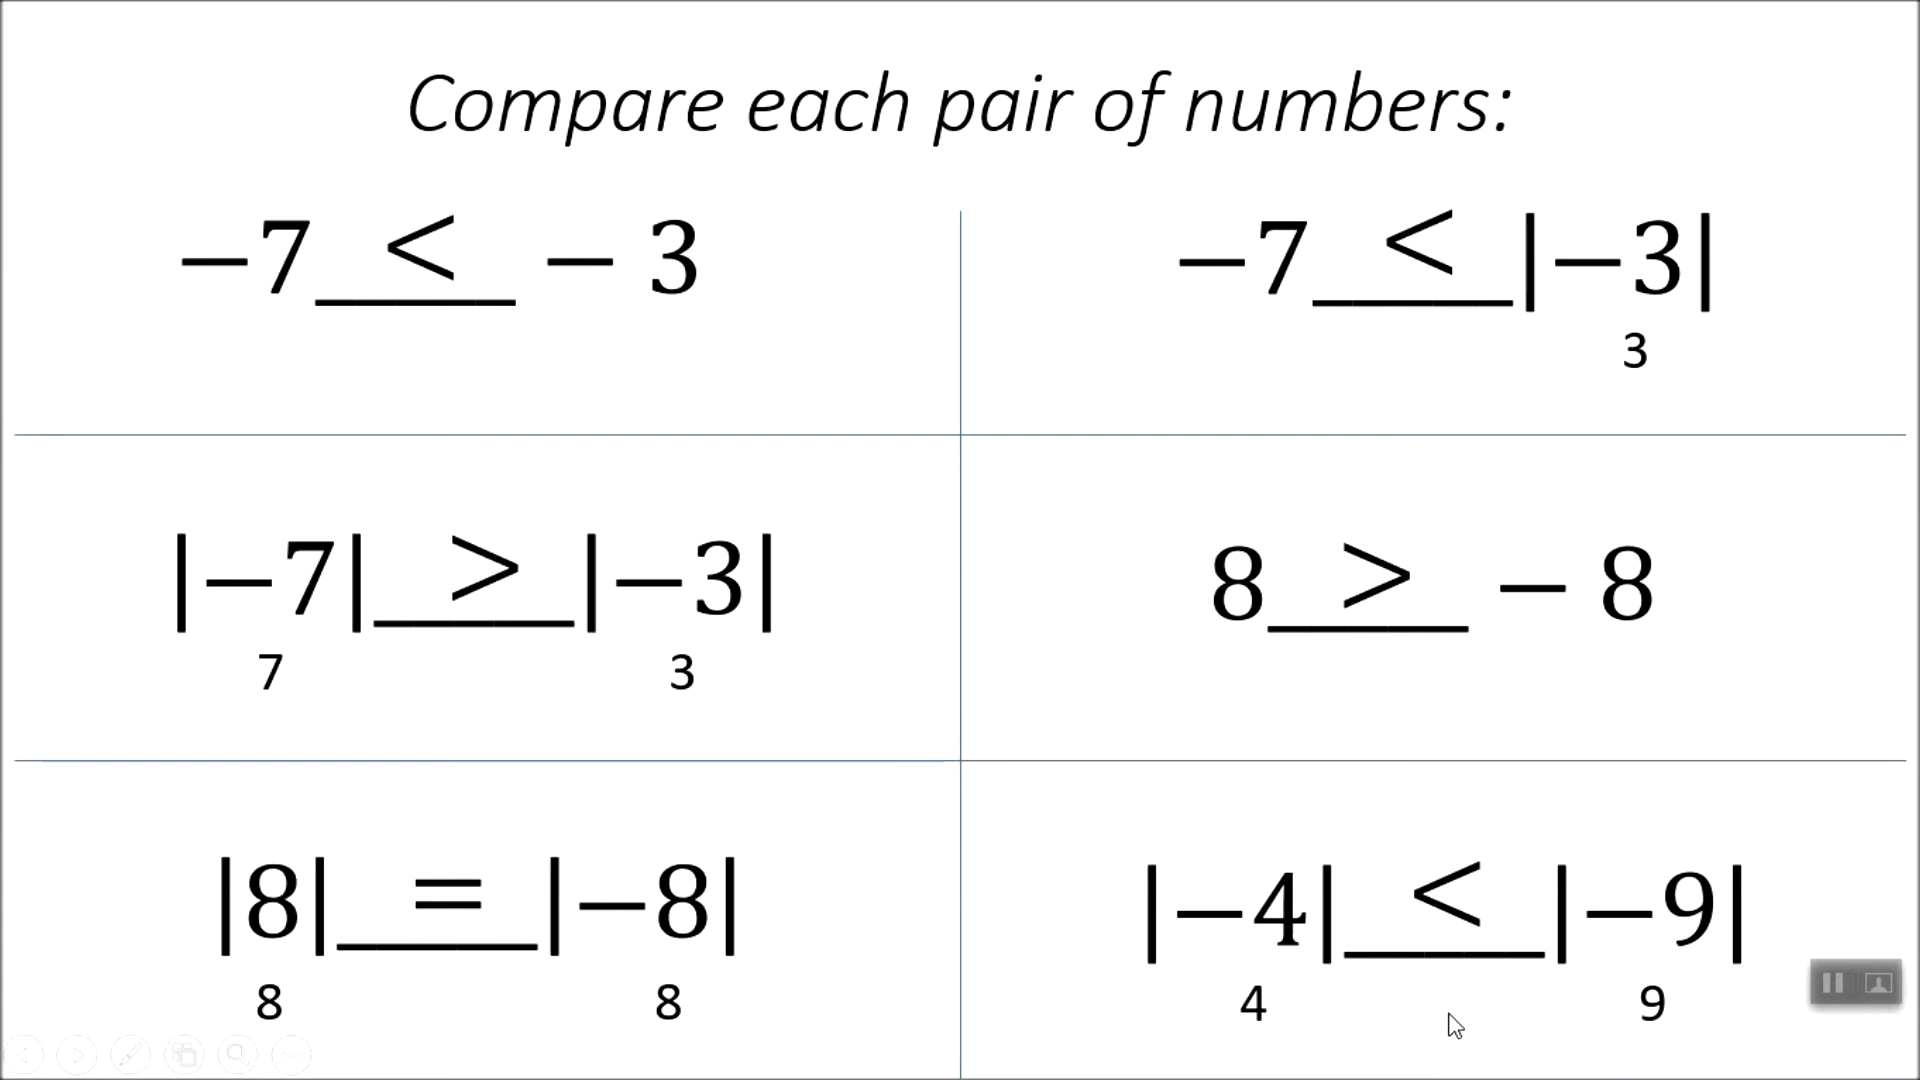 Compare each pair of numbers:
−7 < − 3
−7 < |−3|
3
|−7| > |−3|
7 3
8 > − 8
|8| = |−8|
8 8
|−4| < |−9|
4 9